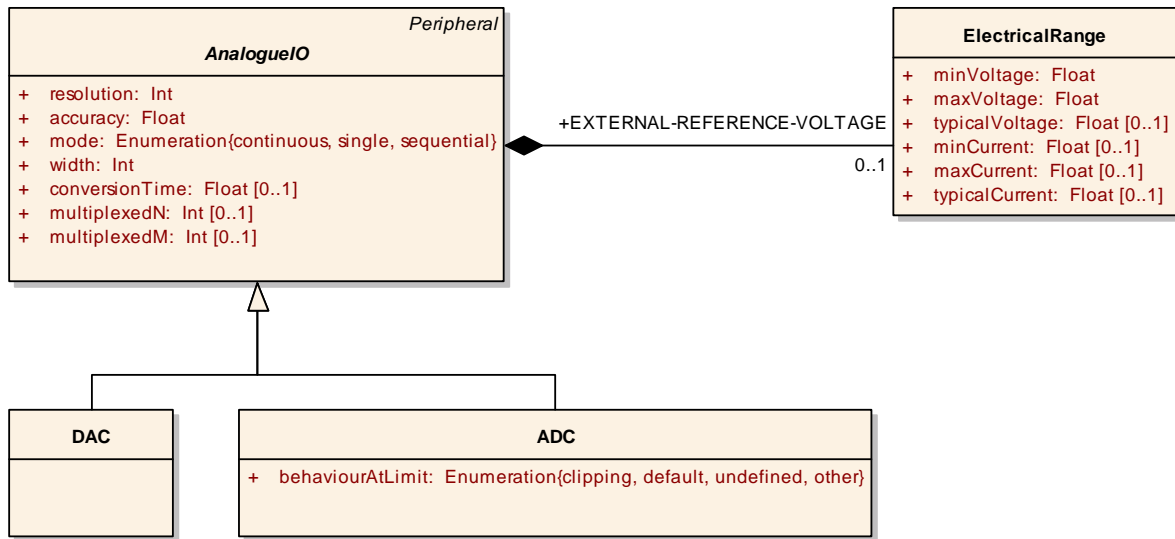 Peripheral
AnalogueIO
+ resolution: Int
+ accuracy: Float
+ mode: Enumeration{continuous, single, sequential}
+ width: Int
+ conversionTime: Float [0..1]
+ multiplexedN: Int [0..1]
+ multiplexedM: Int [0..1]
+EXTERNAL-REFERENCE-VOLTAGE
0..1
ElectricalRange
+ minVoltage: Float
+ maxVoltage: Float
+ typicalVoltage: Float [0..1]
+ minCurrent: Float [0..1]
+ maxCurrent: Float [0..1]
+ typicalCurrent: Float [0..1]
DAC
ADC
+ behaviourAtLimit: Enumeration{clipping, default, undefined, other}